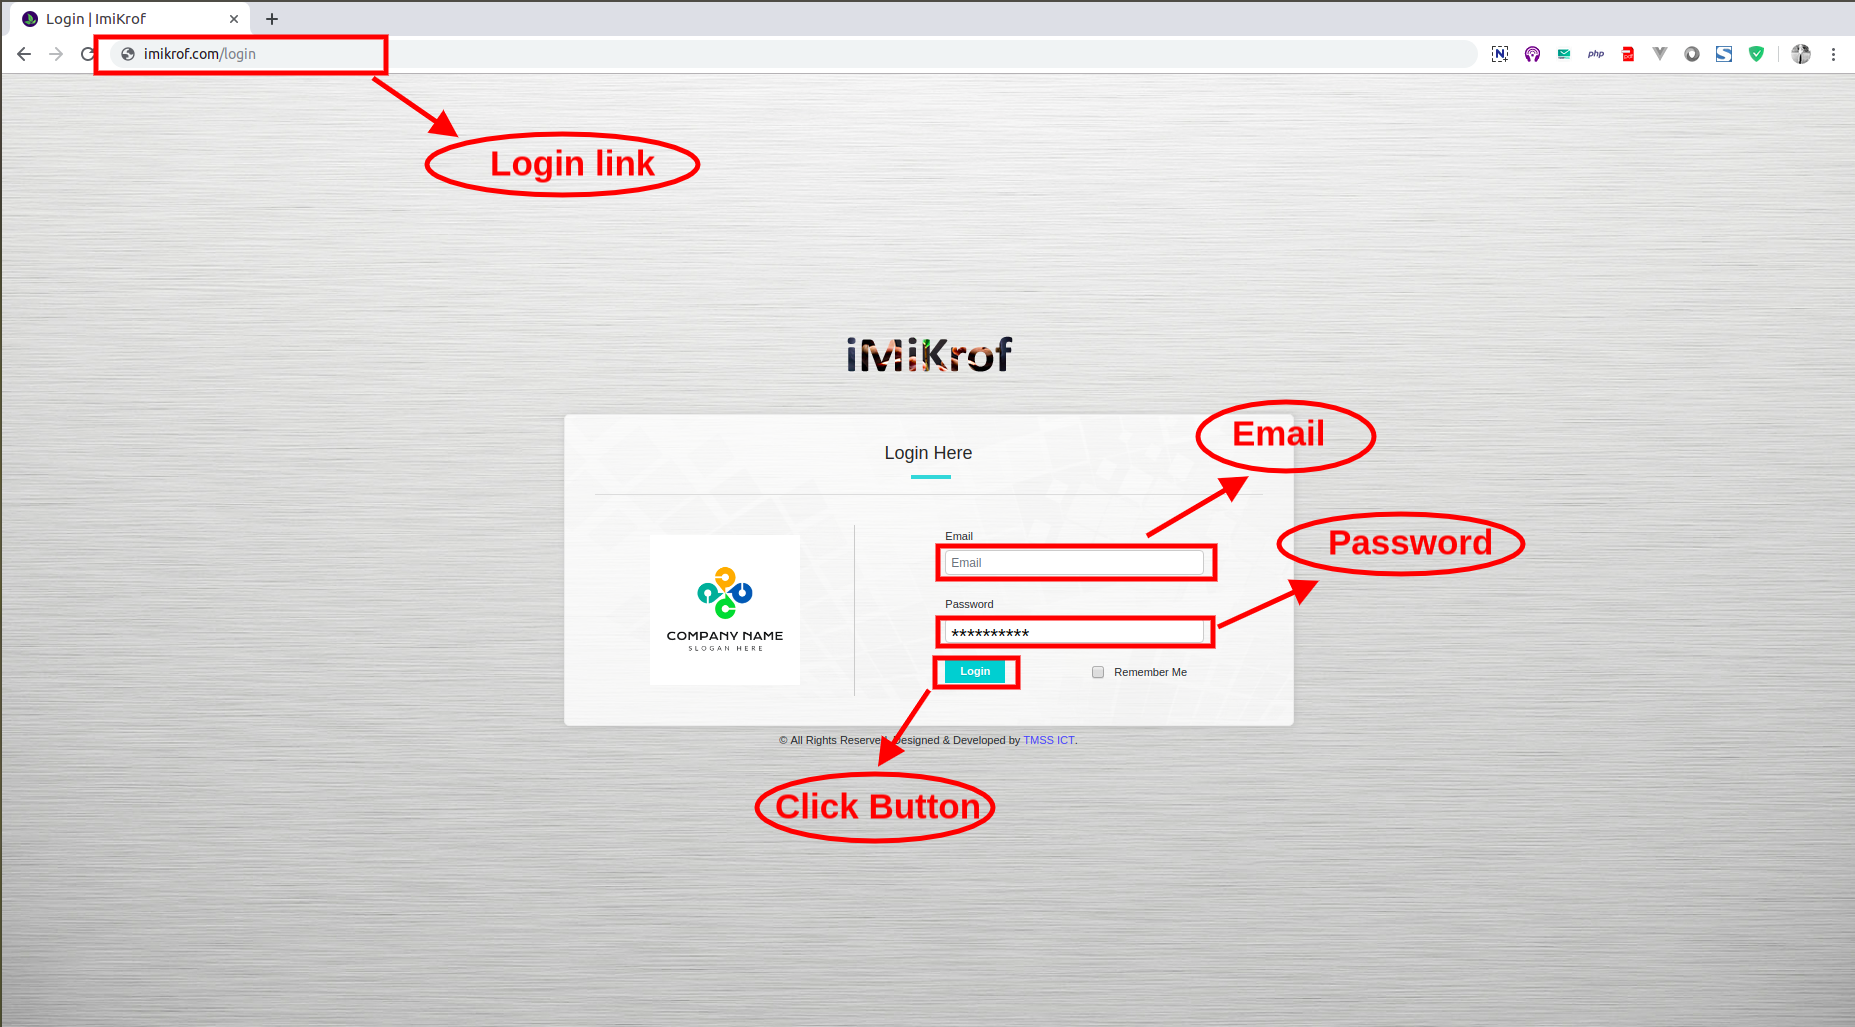 Login | ImiKrof
imikrof.com/login
php
Login link
iMiKrof
Login Here
Email
Email
Email
Password
Password
**********
COMPANY NAME
SLOGAN HERE
Login
Remember Me
© All Rights Reserved. Designed & Developed by TMSS ICT.
Click Button